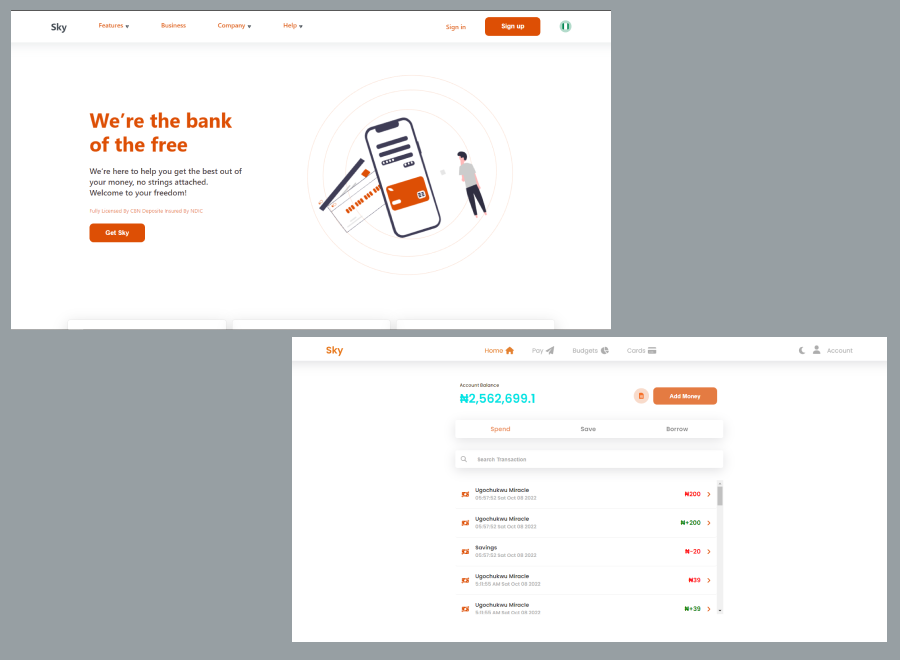 Sky
Features
Business
Company
Help
Sign in
Sign up
We're the bank
of the free
We're here to help you get the best out of
your money, no strings attached.
Welcome to your freedom!
Fully Licensed By CBN Deposits Insured By NDIC
Get Sky
Sky
Home
Pay
Budgets
Cards
Account
Account Balance
₦2,562,699.1
Add Money
Spend
Save
Borrow
Search Transaction
Ugochukwu Miracle
05:57:52 Sat Oct 08 2022
₦200
Ugochukwu Miracle
05:57:52 Sat Oct 08 2022
₦+200
Savings
05:57:52 Sat Oct 08 2022
₦-20
Ugochukwu Miracle
5:11:55 AM Sat Oct 08 2022
₦39
Ugochukwu Miracle
5:11:55 AM Sat Oct 08 2022
₦+39